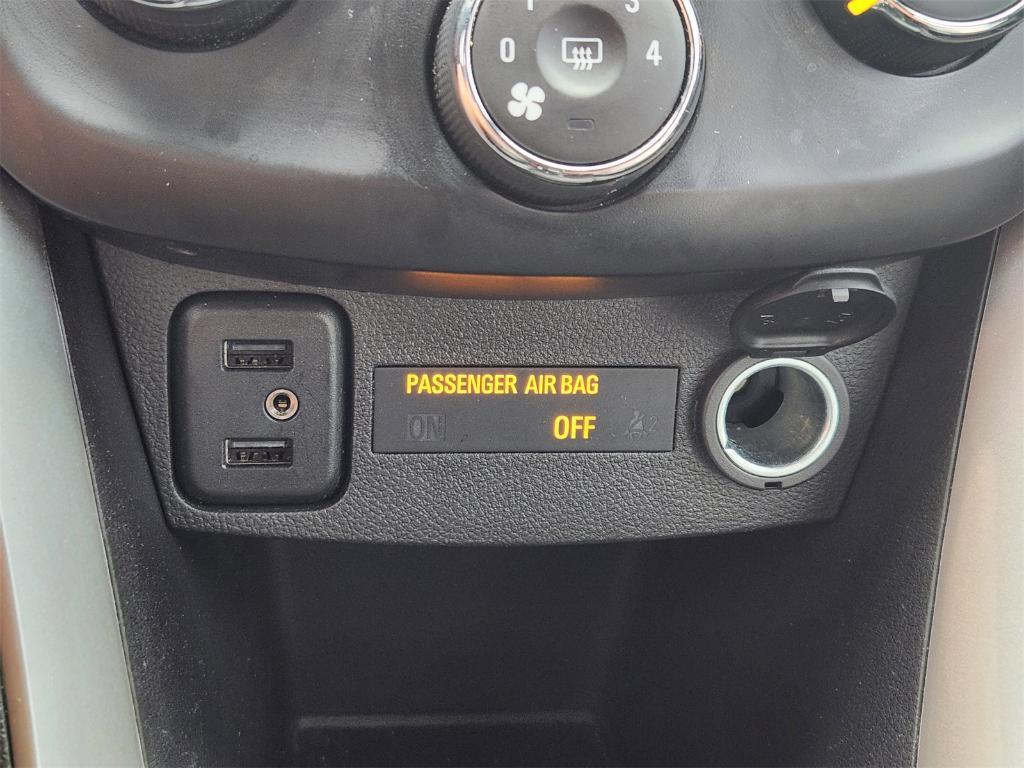 1 3
0 4
PASSENGER AIR BAG
ON OFF 2